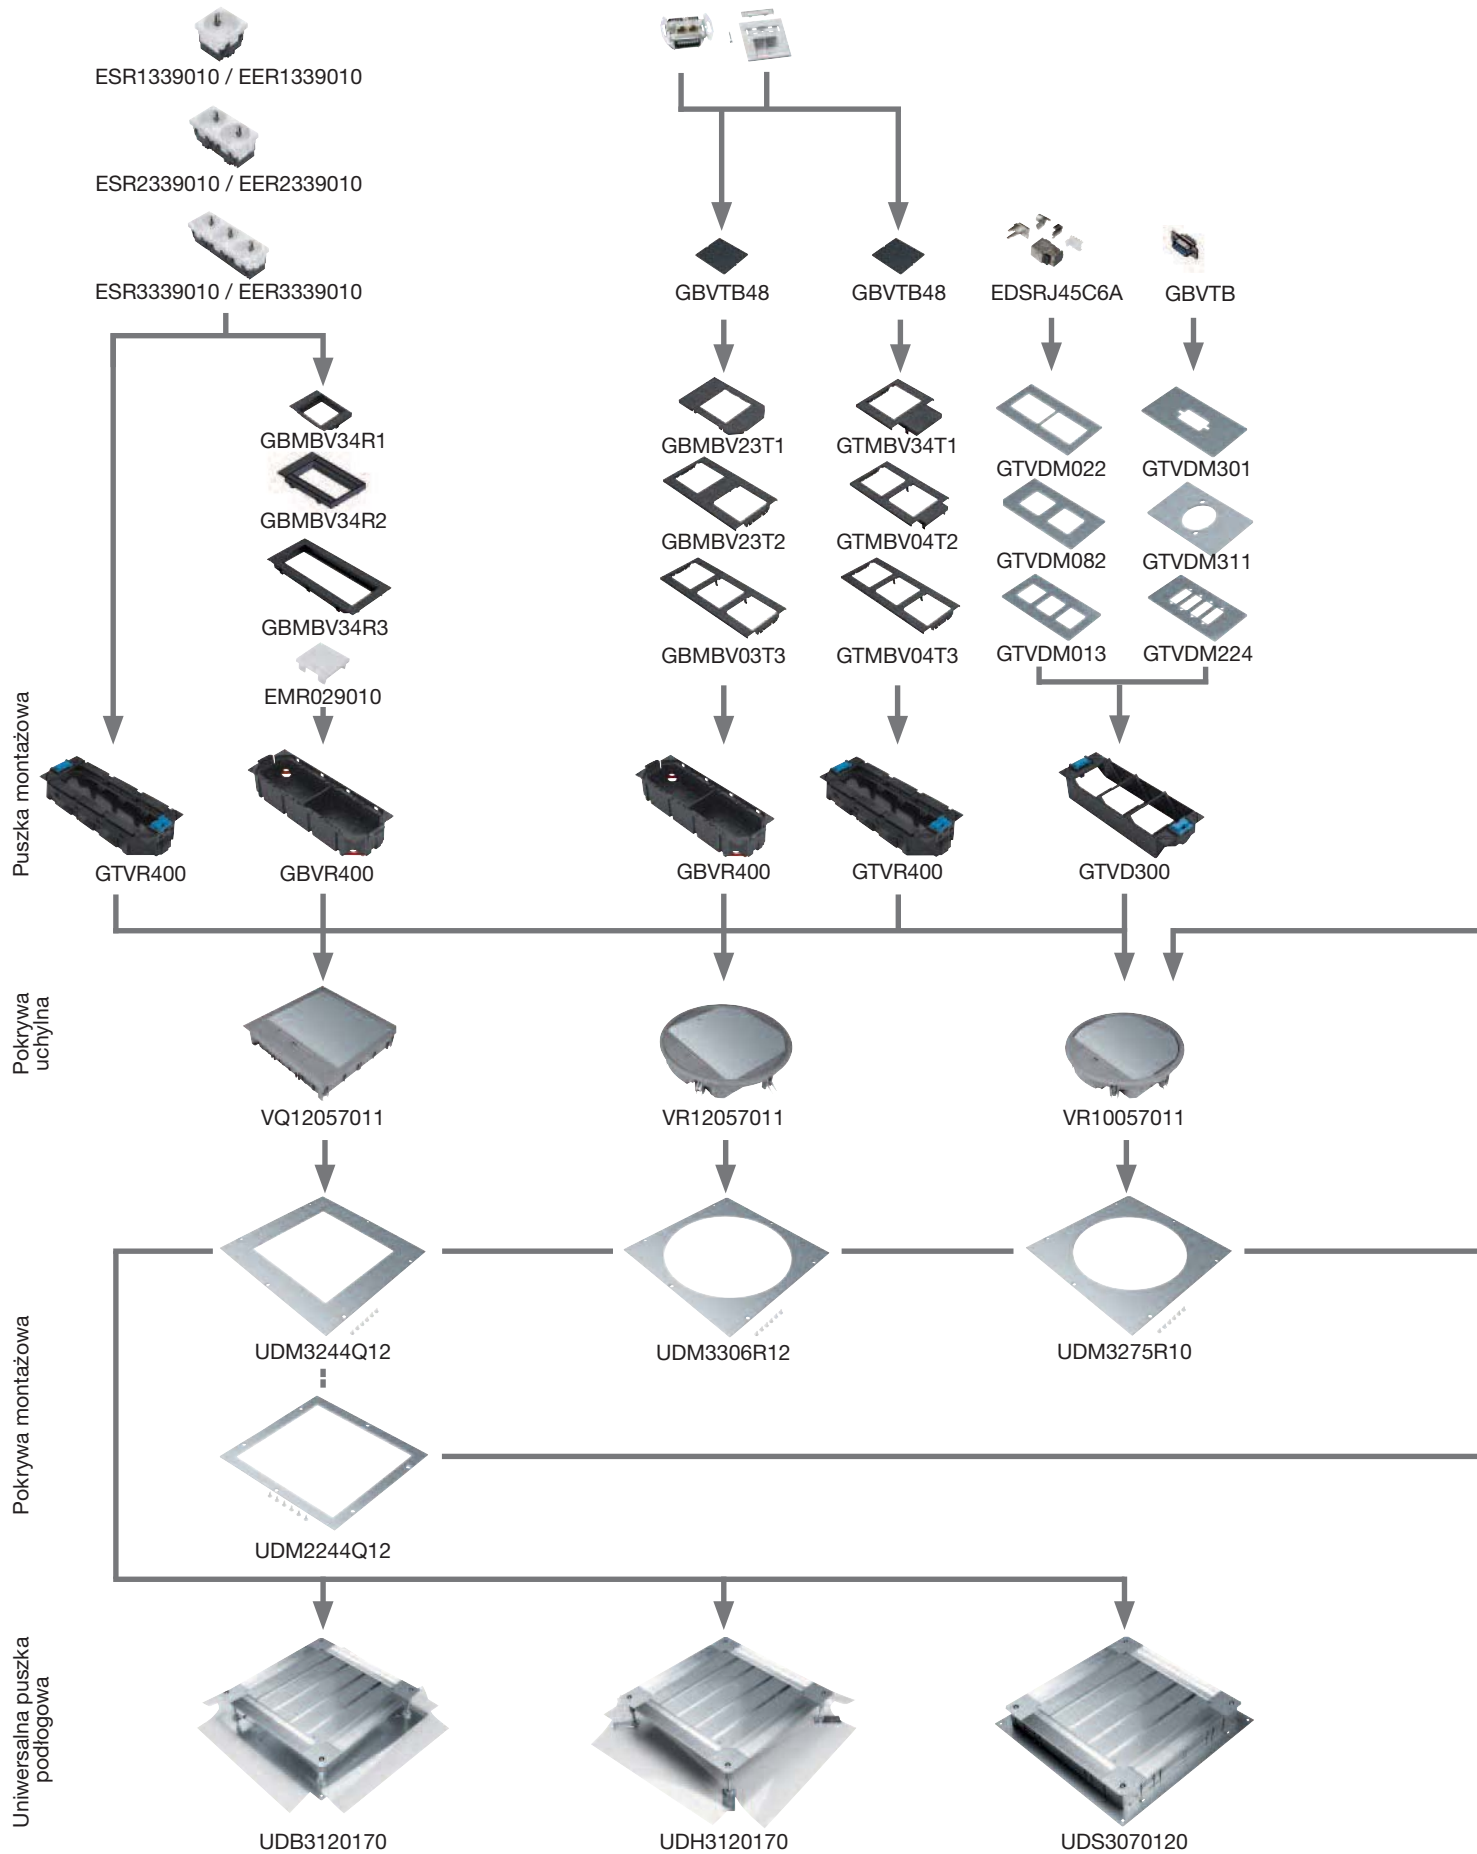 ESR1339010 / EER1339010
ESR2339010 / EER2339010
ESR3339010 / EER3339010
GBVTB48
GBVTB48
EDSRJ45C6A
GBVTB
GBMBV34R1
GBMBV23T1
GTMBV34T1
GTVDM022
GTVDM301
GBMBV34R2
GBMBV23T2
GTMBV04T2
GTVDM082
GTVDM311
GBMBV34R3
GBMBV03T3
GTMBV04T3
GTVDM013
GTVDM224
EMR029010
Puszka montażowa
GTVR400
GBVR400
GBVR400
GTVR400
GTVD300
Pokrywa
uchylna
VQ12057011
VR12057011
VR10057011
Pokrywa montażowa
UDM3244Q12
UDM3306R12
UDM3275R10
UDM2244Q12
Uniwersalna puszka
podłogowa
UDB3120170
UDH3120170
UDS3070120